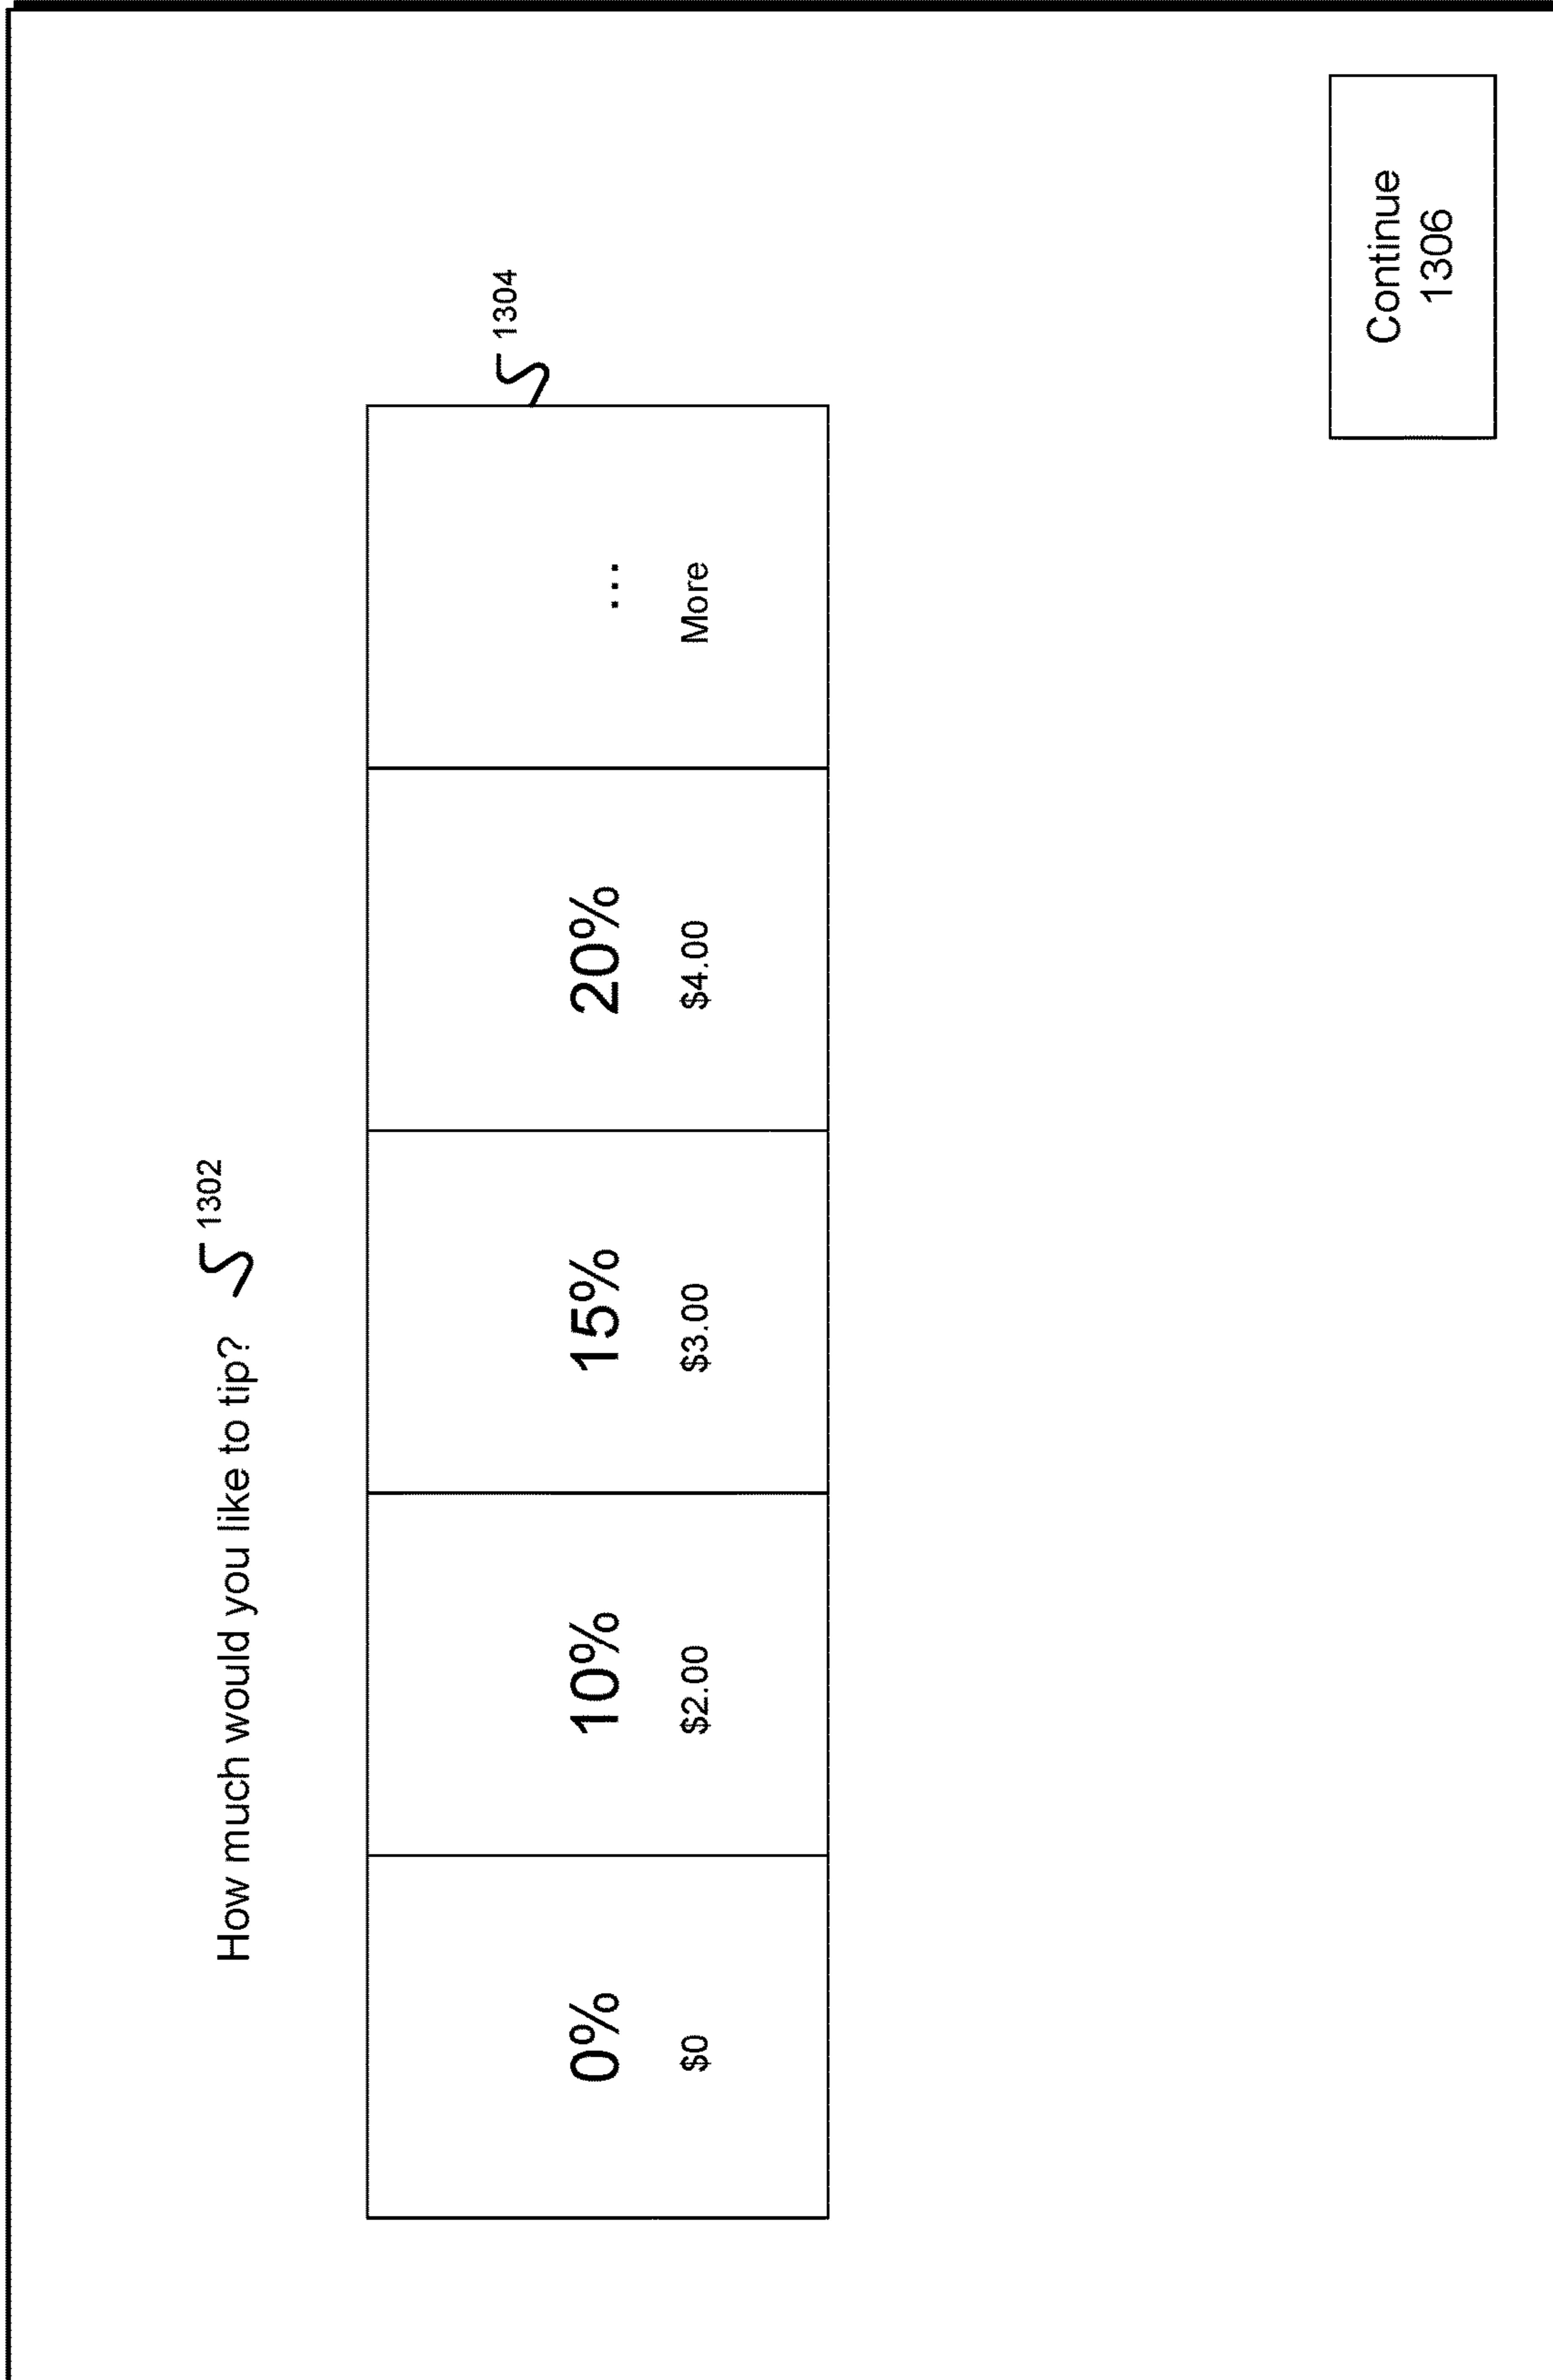 How much would you like to tip? 1302
1304
0% 10% 15% 20% ...
$0 $2.00 $3.00 $4.00 More
Continue
1306